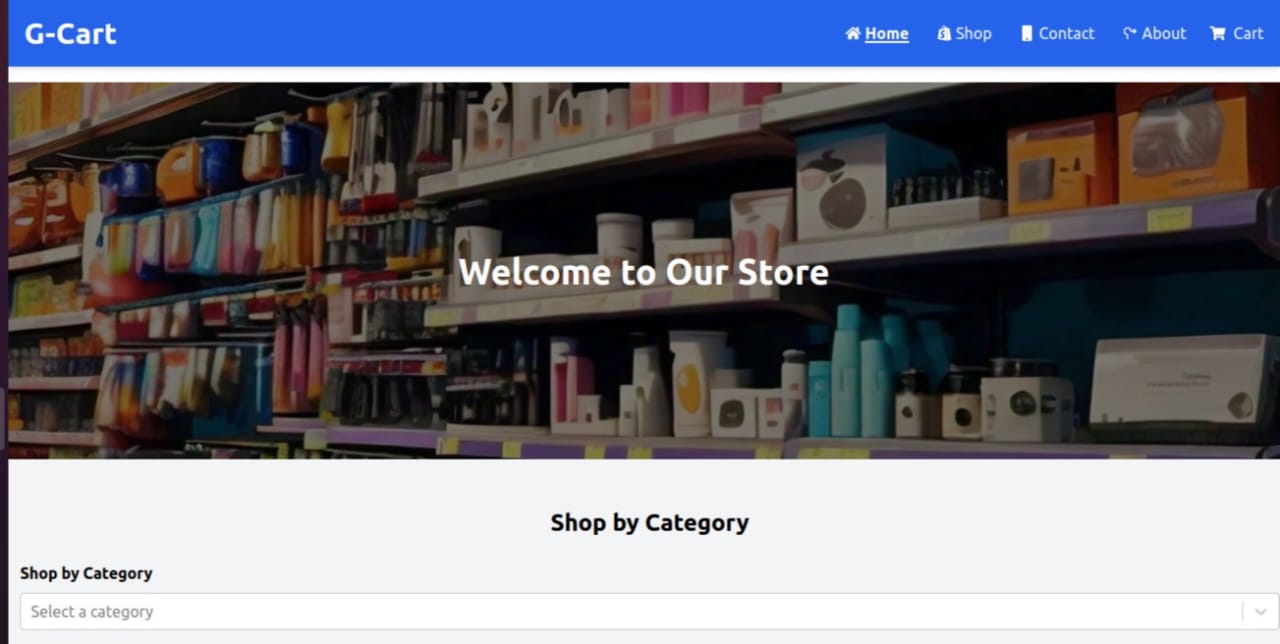 G-Cart
Home Shop Contact About Cart
Welcome to Our Store
Shop by Category
Shop by Category
Select a category